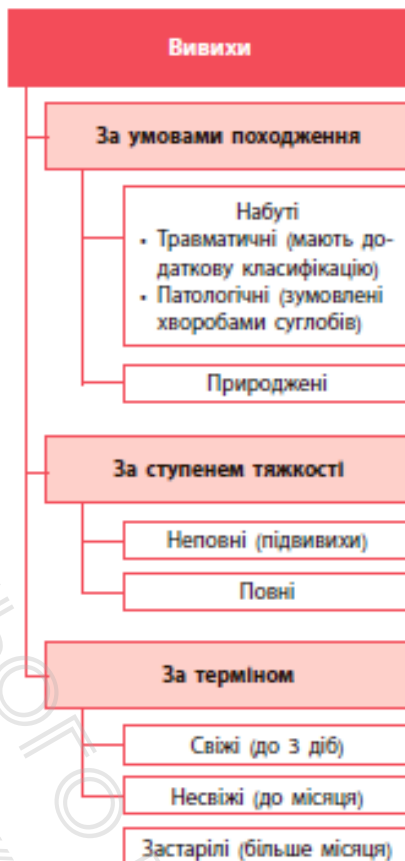 Вивихи
За умовами походження
Набуті
• Травматичні (мають до-
даткову класифікацію)
• Патологічні (зумовлені
хворобами суглобів)
Природжені
За ступенем тяжкості
Неповні (підвивихи)
Повні
За терміном
Свіжі (до 3 діб)
Несвіжі (до місяця)
Застарілі (більше місяця)